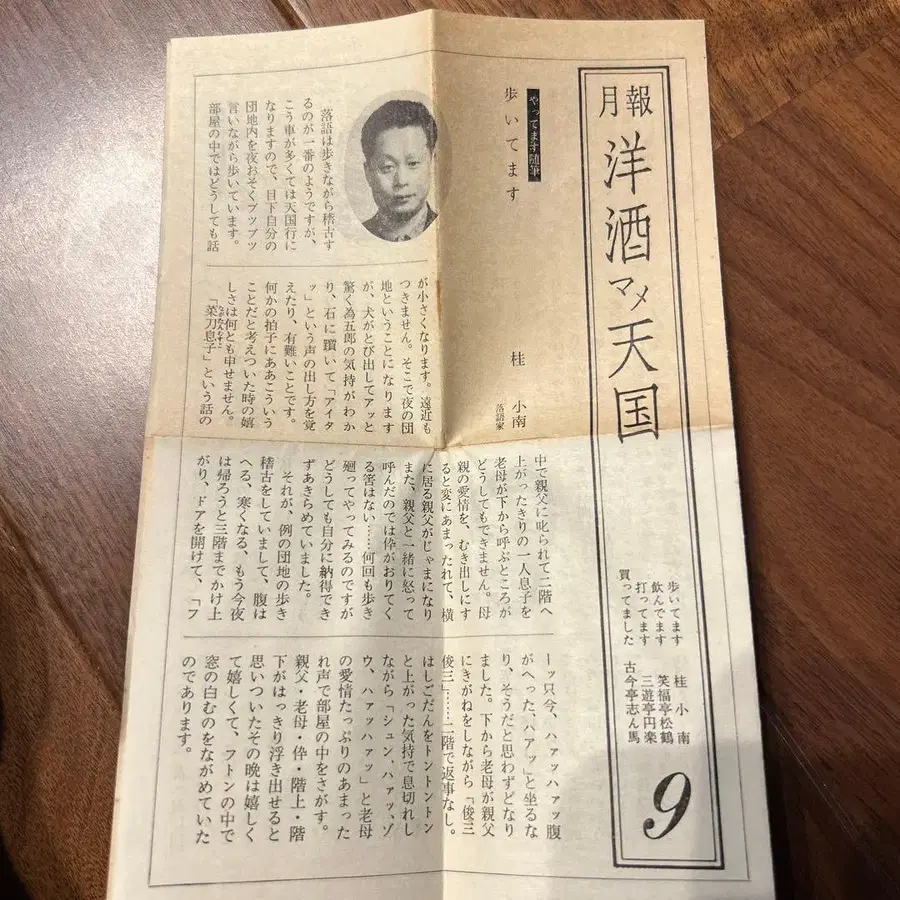 月報
洋酒マメ天国
歩いてます 桂小南
飲んでます 笑福亭松鶴
打ってます 三遊亭円楽
買ってました 古今亭志ん馬
9
やってます随筆
歩いてます
桂小南
落語家
落語は歩きながら稽古す
るのが一番のようですが、
こう車が多くては天国行に
なりますので、目下自分の
団地内を夜おそくブツブツ
言いながら歩いています。
部屋の中ではどうしても話
が小さくなります。遠近も
つきません。そこで夜の団
地ということになります
が、犬がとび出してアッと
驚く為五郎の気持がわか
り、石に躓いて「アイタ
ッ」という声の出し方を覚
えたり、有難いことです。
何かの拍子にああこういう
ことだと考えついた時の嬉
しさは何とも申せません。
「菜刀息子」という話の
中で親父に叱られて二階へ
上がったきりの一人息子を
老母が下から呼ぶところが
どうしてもできません。母
親の愛情を、むき出しにす
ると変にあまったれて、横
に居る親父がじゃまになり
また、親父と一緒に怒って
呼んだのでは伜がおりてく
る筈はない……何回も歩き
廻ってやってみるのですが
どうしても自分に納得でき
ずあきらめていました。
それが、例の団地の歩き
稽古をしていまして、腹は
へる、寒くなる、もう今夜
は帰ろうと三階までかけ上
がり、ドアを開けて、「フ
ーッ只今、ハァッハァッ腹
がへった、ハアッ」と坐るな
り、そうだと思わずどなり
ました。下から老母が親父
にきがねをしながら「俊三
俊三」……二階で返事なし。
はしごだんをトントントン
と上がった気持で息切れし
ながら「シュン、ハァッ、ゾ
ウ、ハァッハァッ」と老母
の愛情たっぷりのあまった
れ声で部屋の中をさがす。
親父・老母・伜・階上・階
下がはっきり浮き出せると
思いついたその晩は嬉しく
て嬉しくて、フトンの中で
窓の白むのをながめていた
のであります。